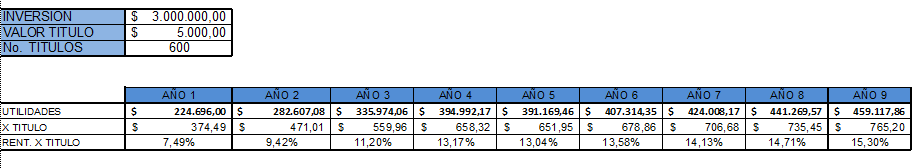 INVERSION $ 3.000.000,00
VALOR TITULO $ 5.000,00
No. TITULOS 600
AÑO 1 AÑO 2 AÑO 3 AÑO 4 AÑO 5 AÑO 6 AÑO 7 AÑO 8 AÑO 9
UTILIDADES $ 224.696,00 $ 282.607,08 $ 335.974,06 $ 394.992,17 $ 391.169,46 $ 407.314,35 $ 424.008,17 $ 441.269,57 $ 459.117,86
X TITULO $ 374,49 $ 471,01 $ 559,96 $ 658,32 $ 651,95 $ 678,86 $ 706,68 $ 735,45 $ 765,20
RENT. X TITULO 7,49% 9,42% 11,20% 13,17% 13,04% 13,58% 14,13% 14,71% 15,30%